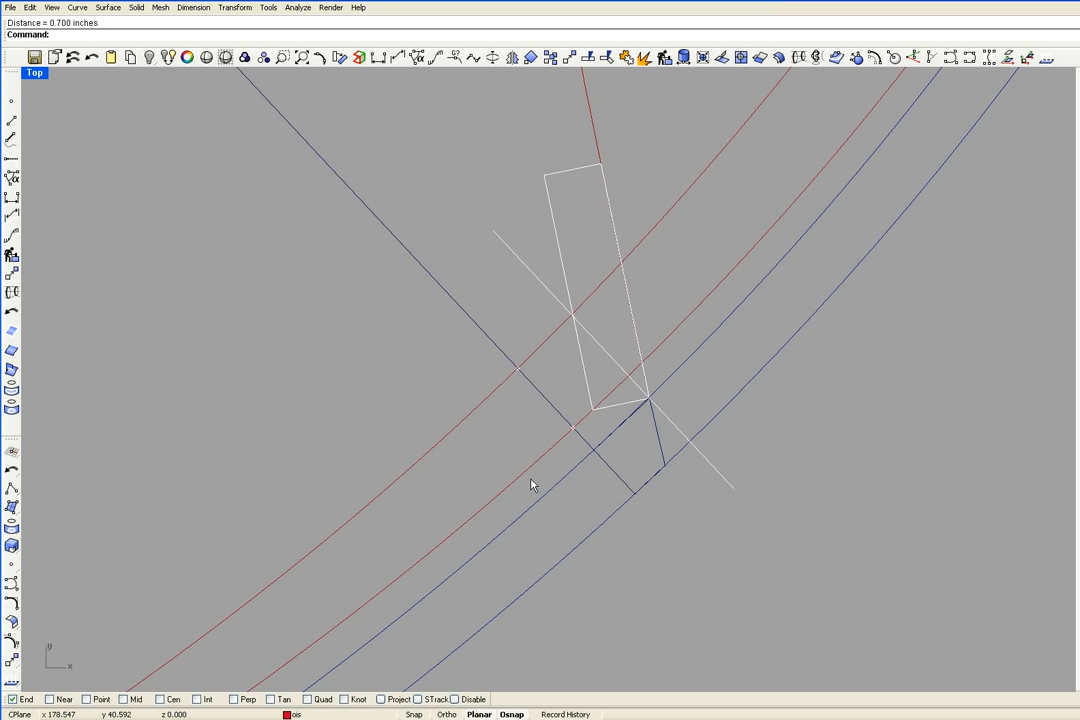 File Edit View Curve Surface Solid Mesh Dimension Transform Tools Analyze Render Help
Distance = 0.700 inches
Command:
Top
y
x
End Near Point Mid Cen Int Perp Tan Quad Knot Project STrack Disable
CPlane x 178.547 y 40.592 z 0.000 ois Snap Ortho Planar Osnap Record History